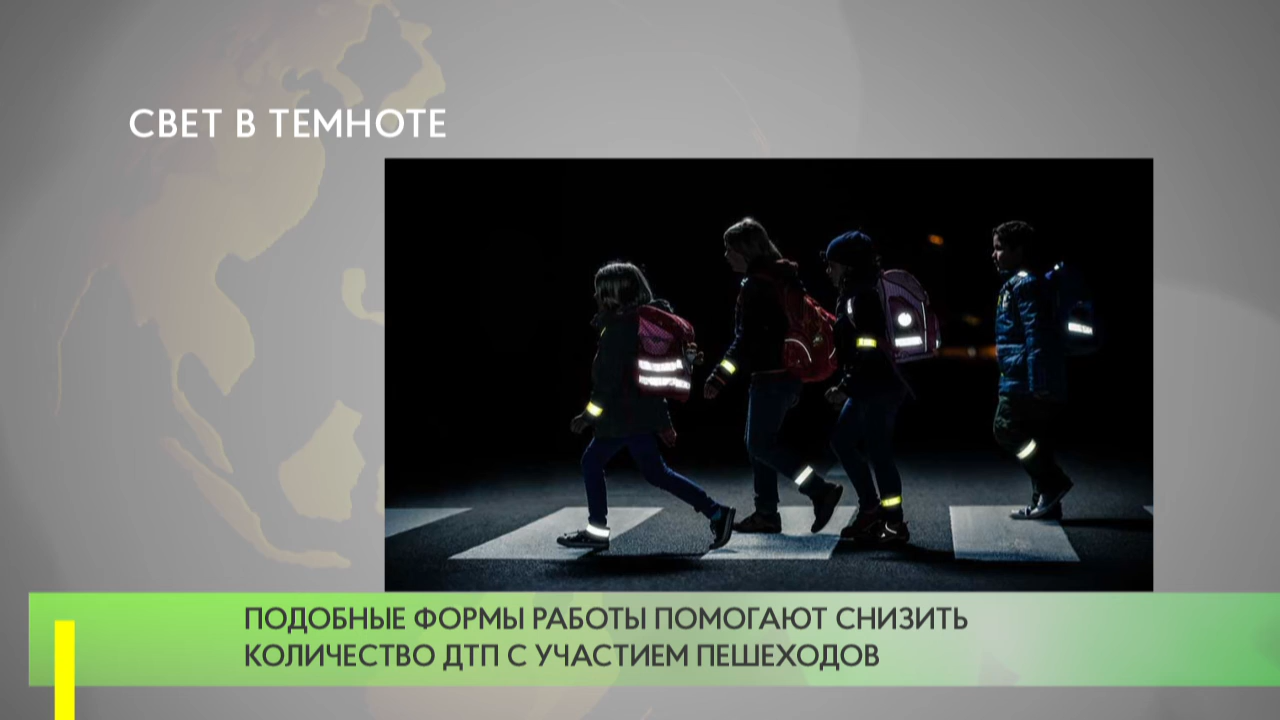 СВЕТ В ТЕМНОТЕ
ПОДОБНЫЕ ФОРМЫ РАБОТЫ ПОМОГАЮТ СНИЗИТЬ
КОЛИЧЕСТВО ДТП С УЧАСТИЕМ ПЕШЕХОДОВ